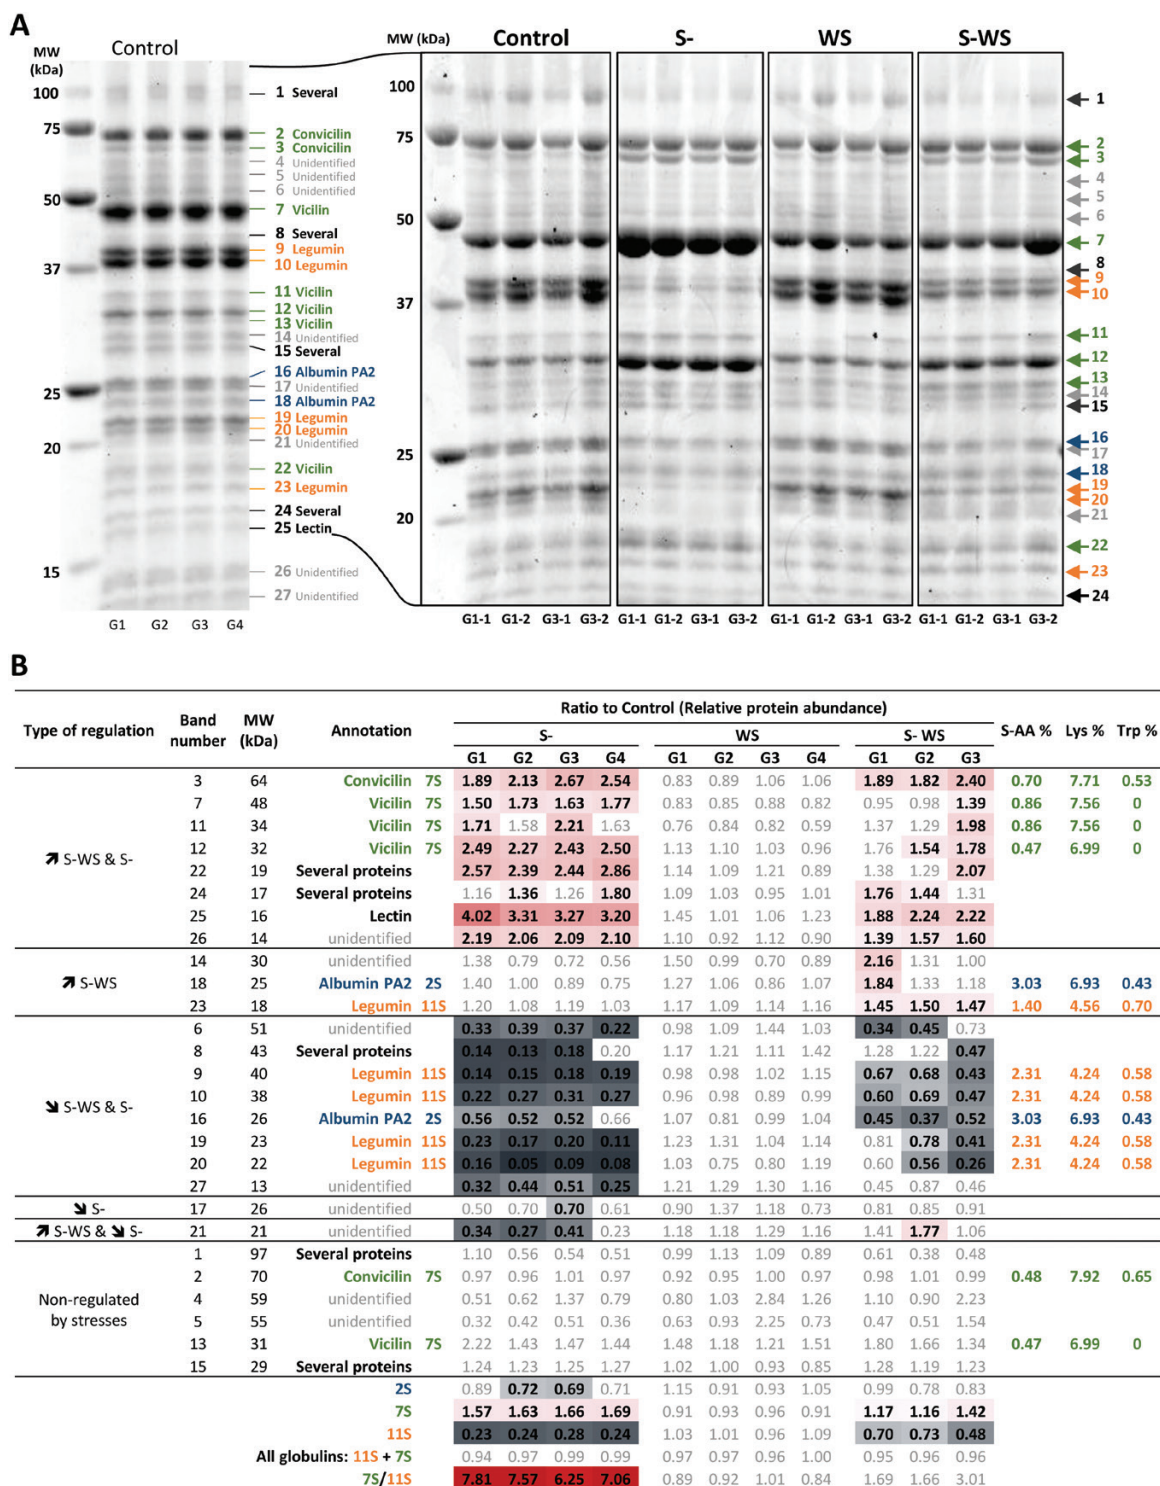 A
MW (kDa)
Control
100
75
50
37
25
20
15
1 Several
2 Convicilin
3 Convicilin
4 Unidentified
5 Unidentified
6 Unidentified
7 Vicilin
8 Several
9 Legumin
10 Legumin
11 Vicilin
12 Vicilin
13 Vicilin
14 Unidentified
15 Several
16 Albumin PA2
17 Unidentified
18 Albumin PA2
19 Legumin
20 Legumin
21 Unidentified
22 Vicilin
23 Legumin
24 Several
25 Lectin
26 Unidentified
27 Unidentified
G1 G2 G3 G4
MW (kDa) Control S- WS S-WS
100
75
50
37
25
20
1
2
3
4
5
6
7
8
9
10
11
12
13
14
15
16
17
18
19
20
21
22
23
24
G1-1 G1-2 G3-1 G3-2 G1-1 G1-2 G3-1 G3-2 G1-1 G1-2 G3-1 G3-2 G1-1 G1-2 G3-1 G3-2
B
Type of regulation Band number MW (kDa) Annotation Ratio to Control (Relative protein abundance) S-AA % Lys % Trp %
S- WS S- WS
G1 G2 G3 G4 G1 G2 G3 G4 G1 G2 G3
↗ S-WS & S-
3 64 Convicilin 7S 1.89 2.13 2.67 2.54 0.83 0.89 1.06 1.06 1.89 1.82 2.40 0.70 7.71 0.53
7 48 Vicilin 7S 1.50 1.73 1.63 1.77 0.83 0.85 0.88 0.82 0.95 0.98 1.39 0.86 7.56 0
11 34 Vicilin 7S 1.71 1.58 2.21 1.63 0.76 0.84 0.82 0.59 1.37 1.29 1.98 0.86 7.56 0
12 32 Vicilin 7S 2.49 2.27 2.43 2.50 1.13 1.10 1.03 0.96 1.76 1.54 1.78 0.47 6.99 0
22 19 Several proteins 2.57 2.39 2.44 2.86 1.14 1.09 1.21 0.89 1.38 1.29 2.07
24 17 Several proteins 1.16 1.36 1.26 1.80 1.09 1.03 0.95 1.01 1.76 1.44 1.31
25 16 Lectin 4.02 3.31 3.27 3.20 1.45 1.01 1.06 1.23 1.88 2.24 2.22
26 14 unidentified 2.19 2.06 2.09 2.10 1.10 0.92 1.12 0.90 1.39 1.57 1.60
↗ S-WS
14 30 unidentified 1.38 0.79 0.72 0.56 1.50 0.99 0.70 0.89 2.16 1.31 1.00
18 25 Albumin PA2 2S 1.40 1.00 0.89 0.75 1.27 1.06 0.86 1.07 1.84 1.33 1.18 3.03 6.93 0.43
23 18 Legumin 11S 1.20 1.08 1.19 1.03 1.17 1.09 1.14 1.16 1.45 1.50 1.47 1.40 4.56 0.70
↘ S-WS & S-
6 51 unidentified 0.33 0.39 0.37 0.22 0.98 1.09 1.44 1.03 0.34 0.45 0.73
8 43 Several proteins 0.14 0.13 0.18 0.20 1.17 1.21 1.11 1.42 1.28 1.22 0.47
9 40 Legumin 11S 0.14 0.15 0.18 0.19 0.98 0.98 1.02 1.15 0.67 0.68 0.43 2.31 4.24 0.58
10 38 Legumin 11S 0.22 0.27 0.31 0.27 0.96 0.98 0.89 0.99 0.60 0.69 0.47 2.31 4.24 0.58
16 26 Albumin PA2 2S 0.56 0.52 0.52 0.66 1.07 0.81 0.99 1.04 0.45 0.37 0.52 3.03 6.93 0.43
19 23 Legumin 11S 0.23 0.17 0.20 0.11 1.23 1.31 1.04 1.14 0.81 0.78 0.41 2.31 4.24 0.58
20 22 Legumin 11S 0.16 0.05 0.09 0.08 1.03 0.75 0.80 1.19 0.60 0.56 0.26 2.31 4.24 0.58
27 13 unidentified 0.32 0.44 0.51 0.25 1.21 1.29 1.30 1.16 0.45 0.87 0.46
↘ S- 17 26 unidentified 0.50 0.70 0.70 0.61 0.90 1.37 1.18 0.73 0.81 0.85 0.91
↗ S-WS & ↘ S- 21 21 unidentified 0.34 0.27 0.41 0.23 1.18 1.18 1.29 1.16 1.41 1.77 1.06
Non-regulated by stresses
1 97 Several proteins 1.10 0.56 0.54 0.51 0.99 1.13 1.09 0.89 0.61 0.38 0.48
2 70 Convicilin 7S 0.97 0.96 1.01 0.97 0.92 0.95 1.00 0.97 0.98 1.01 0.99 0.48 7.92 0.65
4 59 unidentified 0.51 0.62 1.37 0.79 0.80 1.03 2.84 1.26 1.10 0.90 2.23
5 55 unidentified 0.32 0.42 0.51 0.36 0.63 0.93 2.25 0.73 0.47 0.51 1.54
13 31 Vicilin 7S 2.22 1.43 1.47 1.44 1.48 1.18 1.21 1.51 1.80 1.66 1.34 0.47 6.99 0
15 29 Several proteins 1.24 1.23 1.25 1.27 1.02 1.00 0.93 0.85 1.28 1.19 1.23
2S 0.89 0.72 0.69 0.71 1.15 0.91 0.93 1.05 0.99 0.78 0.83
7S 1.57 1.63 1.66 1.69 0.91 0.93 0.96 0.91 1.17 1.16 1.42
11S 0.23 0.24 0.28 0.24 1.03 1.01 0.96 1.09 0.70 0.73 0.48
All globulins: 11S + 7S 0.94 0.97 0.99 0.99 0.97 0.97 0.96 1.00 0.95 0.96 0.96
7S/11S 7.81 7.57 6.25 7.06 0.89 0.92 1.01 0.84 1.69 1.66 3.01